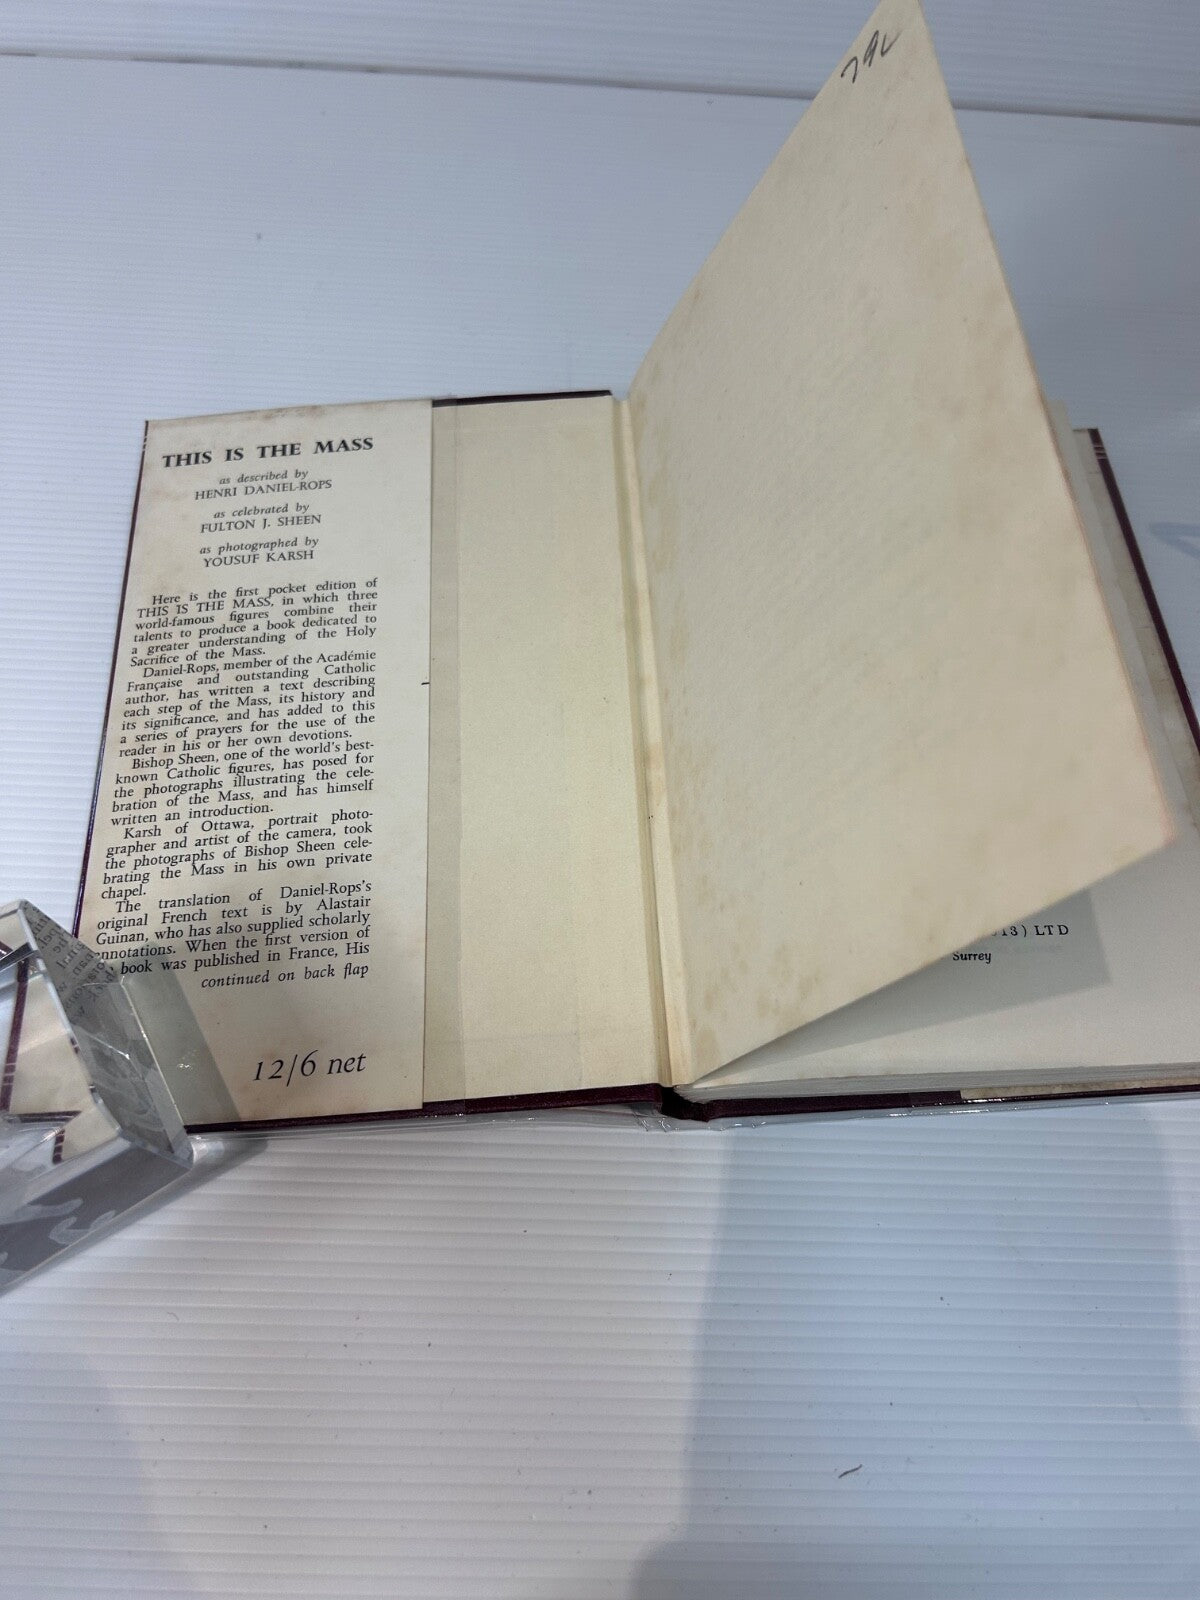 THIS IS THE MASS
as described by
HENRI DANIEL-ROPS
as celebrated by
FULTON J. SHEEN
as photographed by
YOUSUF KARSH
Here is the first pocket edition of
THIS IS THE MASS, in which three
world-famous figures combine their
talents to produce a book dedicated to
a greater understanding of the Holy
Sacrifice of the Mass.
Daniel-Rops, member of the Académie
Française and outstanding Catholic
author, has written a text describing
each step of the Mass, its history and
its significance, and has added to this
a series of prayers for the use of the
reader in his or her own devotions.
Bishop Sheen, one of the world's best-
known Catholic figures, has posed for
the photographs illustrating the cele-
bration of the Mass, and has himself
written an introduction.
Karsh of Ottawa, portrait photo-
grapher and artist of the camera, took
the photographs of Bishop Sheen cele-
brating the Mass in his own private
chapel.
The translation of Daniel-Rops's
original French text is by Alastair
Guinan, who has also supplied scholarly
annotations. When the first version of
book was published in France, His
continued on back flap
12/6 net
13) LTD
Surrey